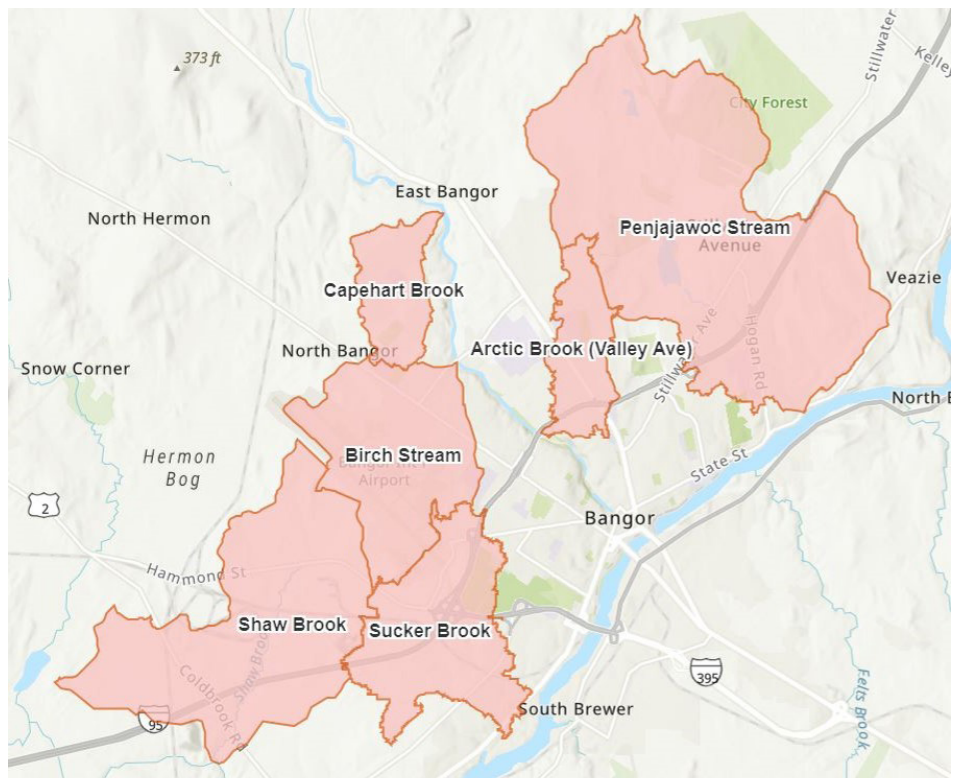 373 ft
Stillwater
Kelley
City Forest
East Bangor
North Hermon
Penjajawoc Stream
Avenue
Veazie
Capehart Brook
Hogan Rd
North Bangor
Arctic Brook (Valley Ave)
Stillwater Ave
Snow Corner
North B
Birch Stream
Hermon
Bog
Bangor Int'l
Airport
State St
2
Bangor
Hammond St
Shaw Brook
Sucker Brook
Shaw Brook
Coldbrook Rd
395
Felts Brook
South Brewer
95